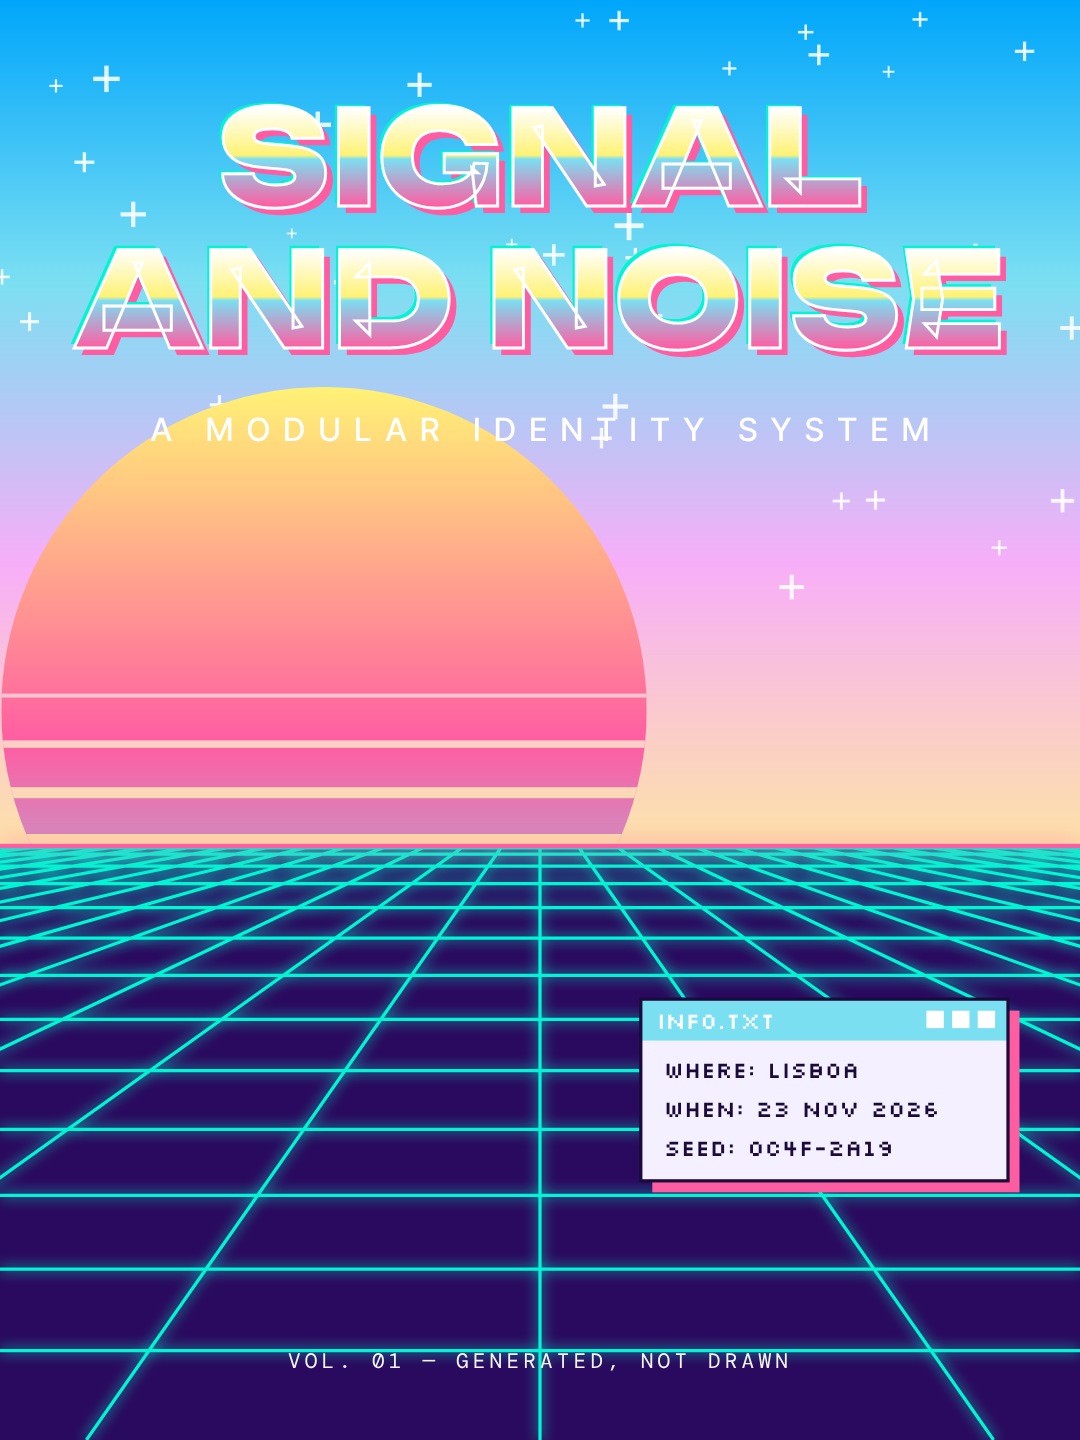 SIGNAL
AND NOISE
A MODULAR IDENTITY SYSTEM
INFO.TXT
WHERE: LISBOA
WHEN: 23 NOV 2026
SEED: 0C4F-2A19
VOL. 01 — GENERATED, NOT DRAWN